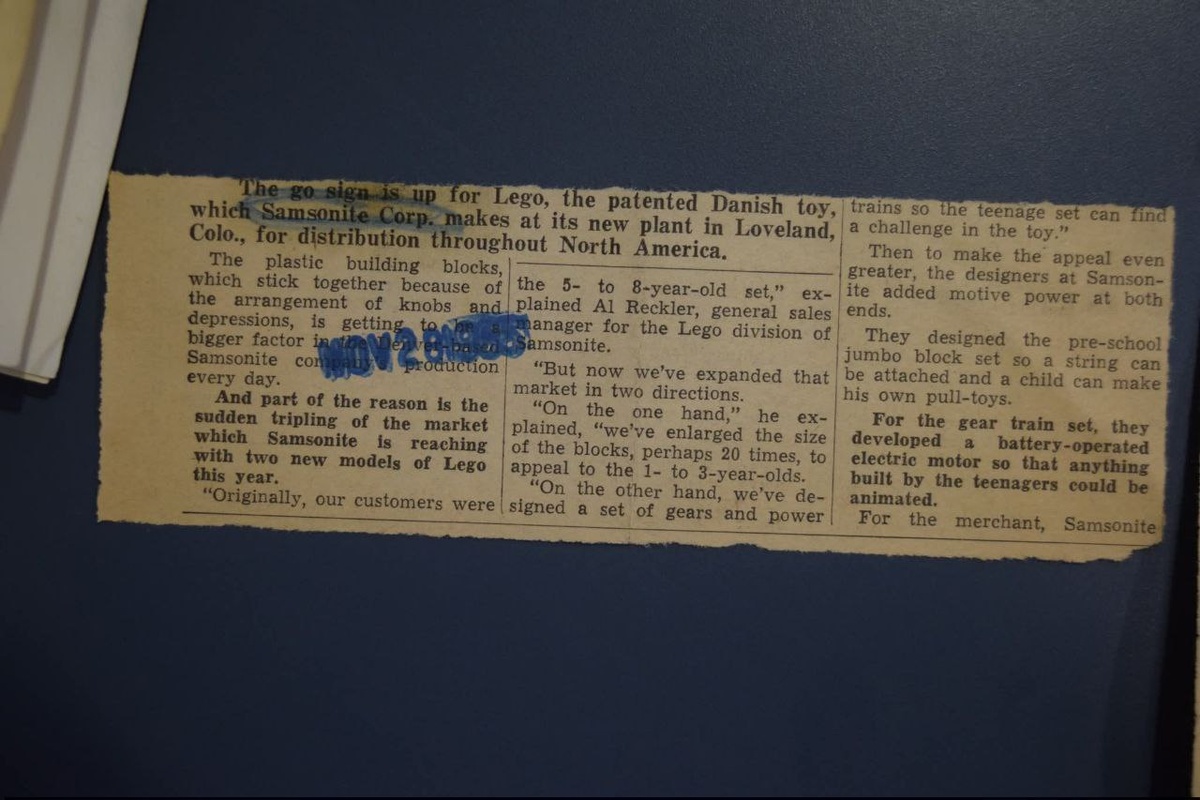 The go sign is up for Lego, the patented Danish toy,
which Samsonite Corp. makes at its new plant in Loveland,
Colo., for distribution throughout North America.
The plastic building blocks,
which stick together because of
the arrangement of knobs and
depressions, is getting to be a
bigger factor in the Denver-based
Samsonite company production
every day.
And part of the reason is the
sudden tripling of the market
which Samsonite is reaching
with two new models of Lego
this year.
"Originally, our customers were
the 5- to 8-year-old set," ex-
plained Al Reckler, general sales
manager for the Lego division of
Samsonite.
"But now we've expanded that
market in two directions.
"On the one hand," he ex-
plained, "we've enlarged the size
of the blocks, perhaps 20 times, to
appeal to the 1- to 3-year-olds.
"On the other hand, we've de-
signed a set of gears and power
trains so the teenage set can find
a challenge in the toy."
Then to make the appeal even
greater, the designers at Samson-
ite added motive power at both
ends.
They designed the pre-school
jumbo block set so a string can
be attached and a child can make
his own pull-toys.
For the gear train set, they
developed a battery-operated
electric motor so that anything
built by the teenagers could be
animated.
For the merchant, Samsonite
NOV